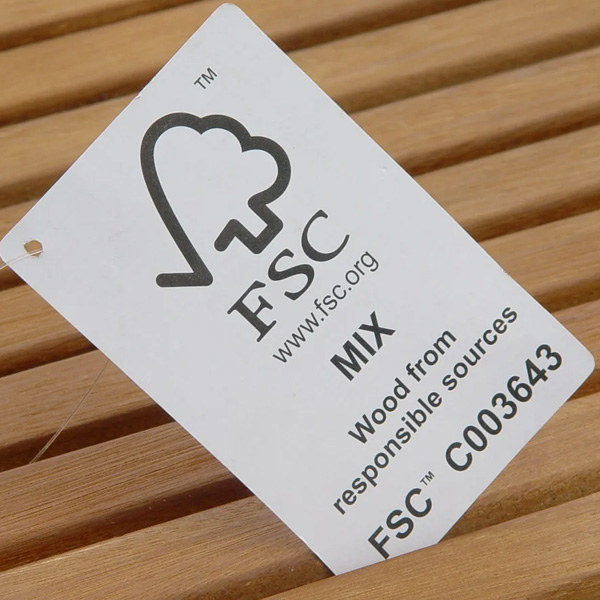 TM
FSC
www.fsc.org
MIX
Wood from
responsible sources
FSC™ C003643